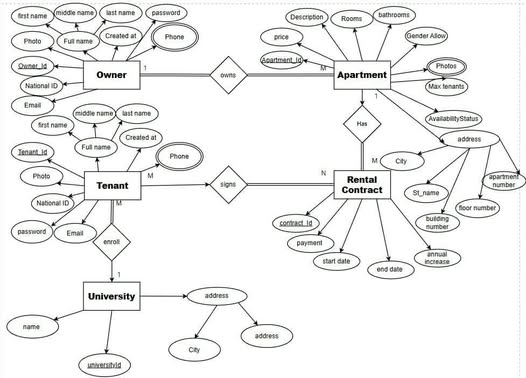 first name
middle name
last name
password
Photo
Full name
Created at
Phone
Owner_Id
Owner
1
owns
M
National ID
Email
Description
Rooms
bathrooms
price
Gender Allow
Apartment_Id
Apartment
Photos
Max tenants
1
AvailabilityStatus
Has
address
City
M
St_name
building
number
floor number
apartment
number
middle name
last name
first name
Created at
Full name
Tenant_Id
Phone
Photo
Tenant
M
signs
N
Rental
Contract
National ID
M
password
Email
enroll
contract_Id
payment
start date
end date
annual
increase
1
University
address
name
universityId
City
address